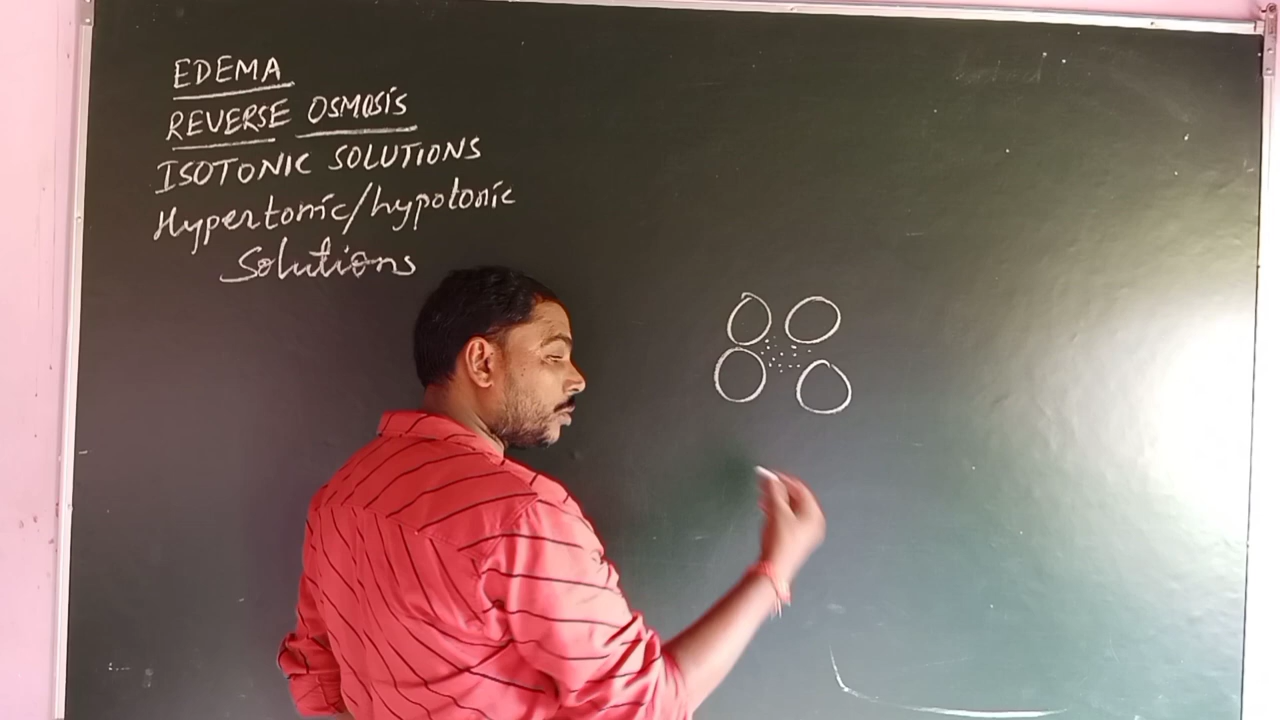 EDEMA
REVERSE OSMOSIS
ISOTONIC SOLUTIONS
Hypertonic/hypotonic
Solutions